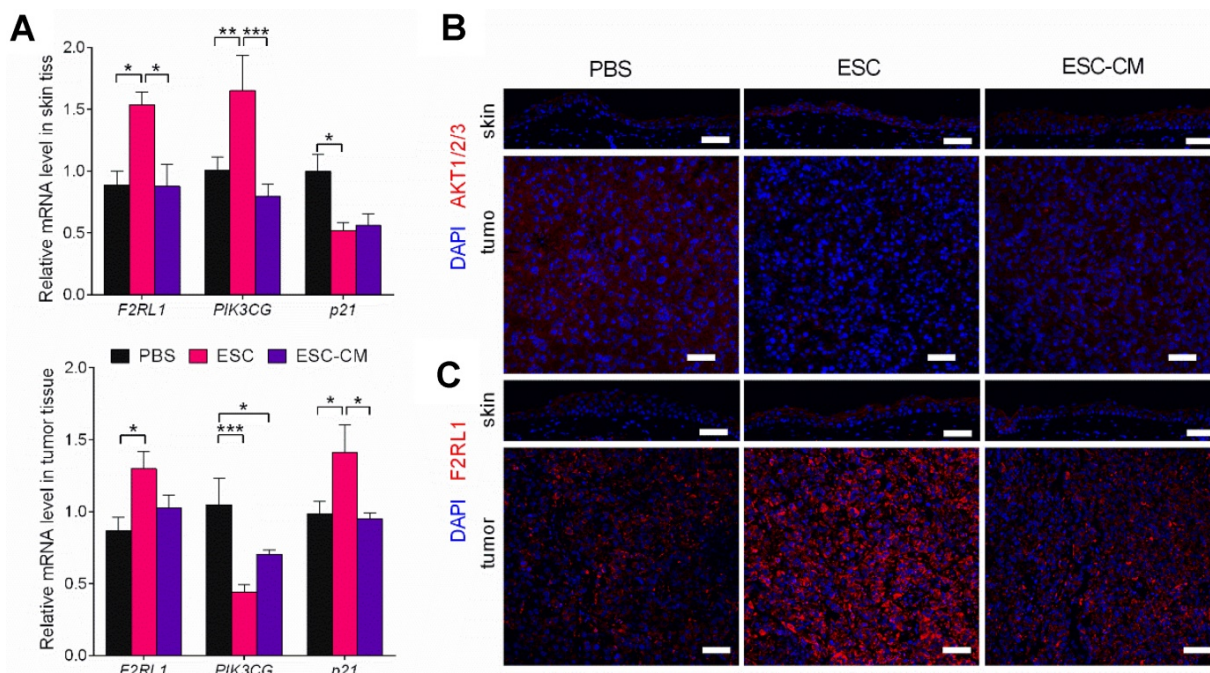 A
Relative mRNA level in skin tiss
2.0
1.5
1.0
0.5
0.0
* * ** *** *
F2RL1 PIK3CG p21
PBS ESC ESC-CM
Relative mRNA level in tumor tissue
2.0
1.5
1.0
0.5
0.0
* * *** * *
F2RL1 PIK3CG p21
B
PBS ESC ESC-CM
DAPI AKT1/2/3
skin
tumo
C
DAPI F2RL1
skin
tumor